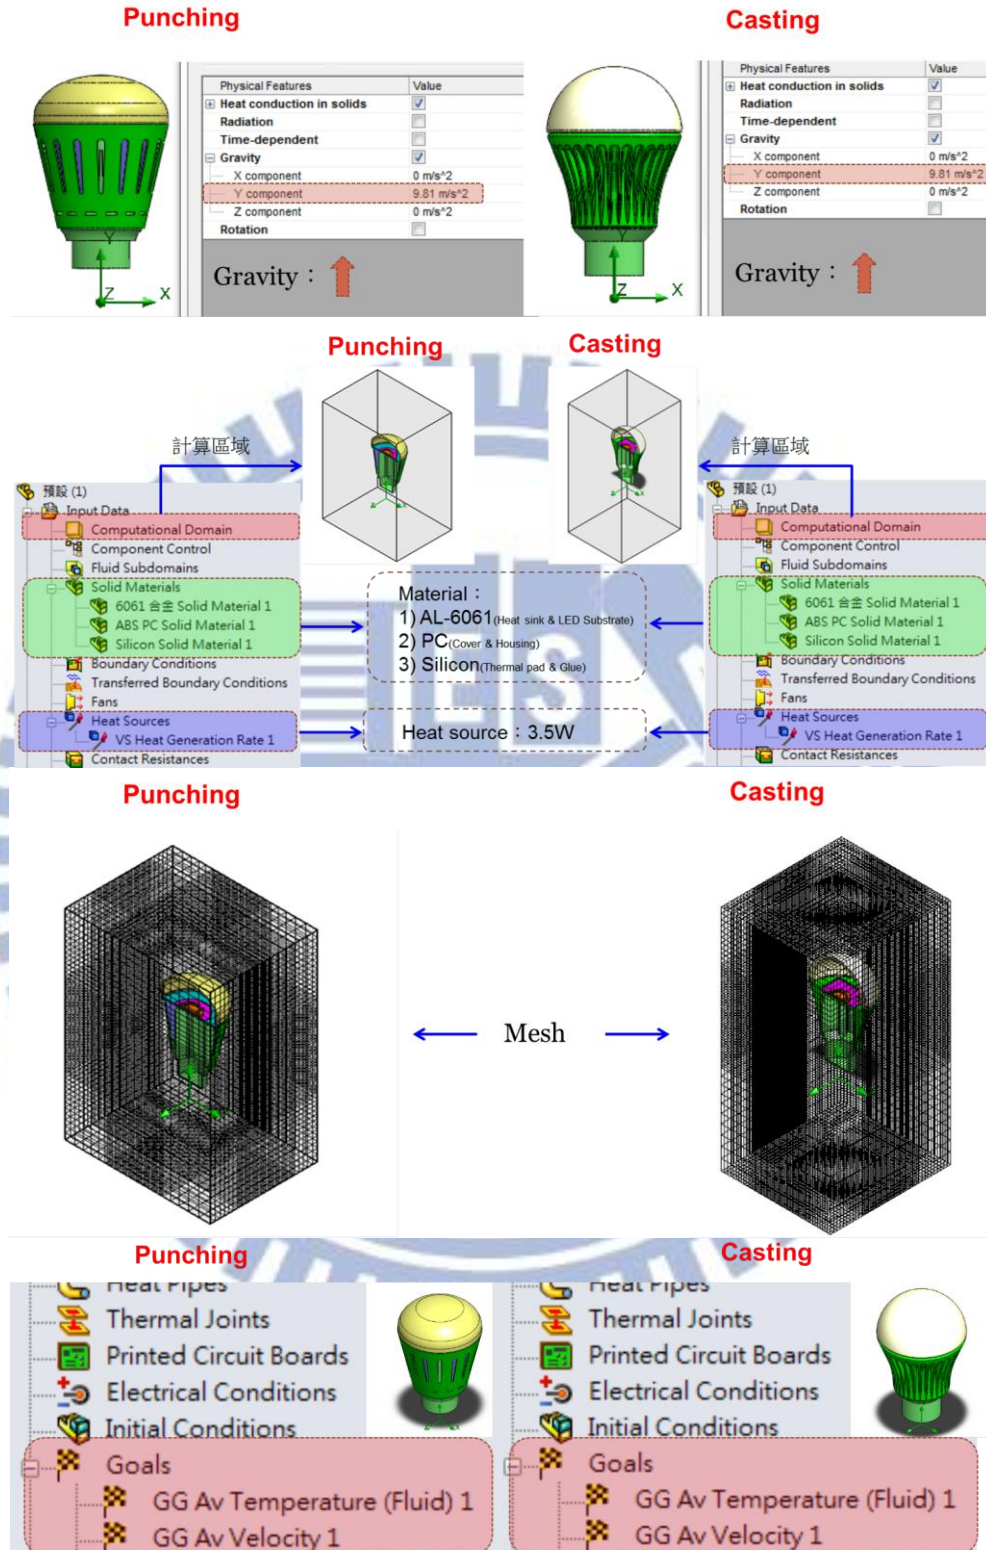 Punching
Casting
Physical Features Value
Heat conduction in solids
Radiation
Time-dependent
Gravity
X component 0 m/s^2
Y component 9.81 m/s^2
Z component 0 m/s^2
Rotation
Gravity：
Y
Z
X
Physical Features Value
Heat conduction in solids
Radiation
Time-dependent
Gravity
X component 0 m/s^2
Y component 9.81 m/s^2
Z component 0 m/s^2
Rotation
Gravity：
Y
Z
X
Punching
Casting
計算區域
計算區域
預設 (1)
Input Data
Computational Domain
Component Control
Fluid Subdomains
Solid Materials
6061 合金 Solid Material 1
ABS PC Solid Material 1
Silicon Solid Material 1
Boundary Conditions
Transferred Boundary Conditions
Fans
Heat Sources
VS Heat Generation Rate 1
Contact Resistances
Material：
1) AL-6061(Heat sink & LED Substrate)
2) PC(Cover & Housing)
3) Silicon(Thermal pad & Glue)
Heat source：3.5W
預設 (1)
Input Data
Computational Domain
Component Control
Fluid Subdomains
Solid Materials
6061 合金 Solid Material 1
ABS PC Solid Material 1
Silicon Solid Material 1
Boundary Conditions
Transferred Boundary Conditions
Fans
Heat Sources
VS Heat Generation Rate 1
Contact Resistances
Punching
Casting
Mesh
Punching
Casting
Heat Pipes
Thermal Joints
Printed Circuit Boards
Electrical Conditions
Initial Conditions
Goals
GG Av Temperature (Fluid) 1
GG Av Velocity 1
Heat Pipes
Thermal Joints
Printed Circuit Boards
Electrical Conditions
Initial Conditions
Goals
GG Av Temperature (Fluid) 1
GG Av Velocity 1